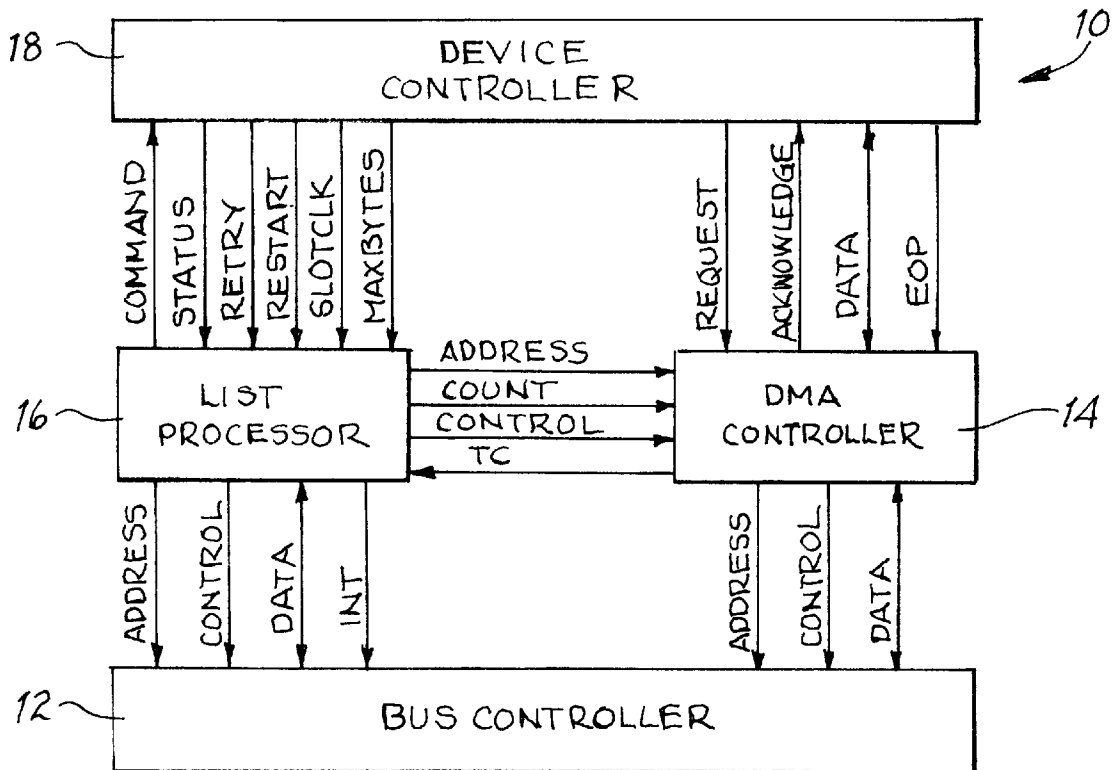 18
DEVICE
CONTROLLER
10
COMMAND
STATUS
RETRY
RESTART
SLOTCLK
MAXBYTES
REQUEST
ACKNOWLEDGE
DATA
EOP
16
LIST
PROCESSOR
ADDRESS
COUNT
CONTROL
TC
DMA
CONTROLLER
14
ADDRESS
CONTROL
DATA
INT
ADDRESS
CONTROL
DATA
12
BUS CONTROLLER